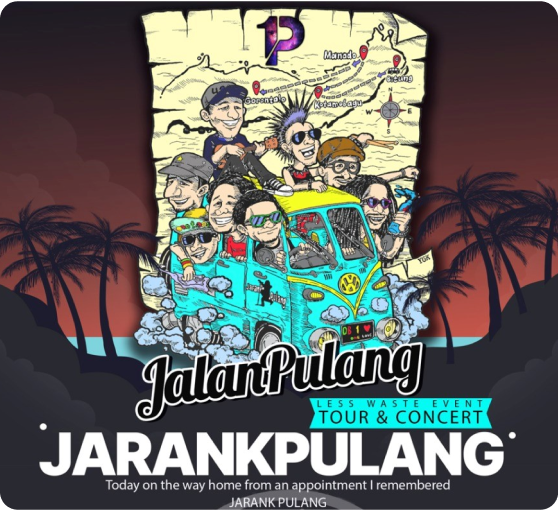 1P
Manado
Bitung
Gorontalo
Kotamobagu
N
W E
S
JalanPulang
LESS WASTE EVENT
TOUR & CONCERT
JARANKPULANG
Today on the way home from an appointment I remembered
JARANK PULANG